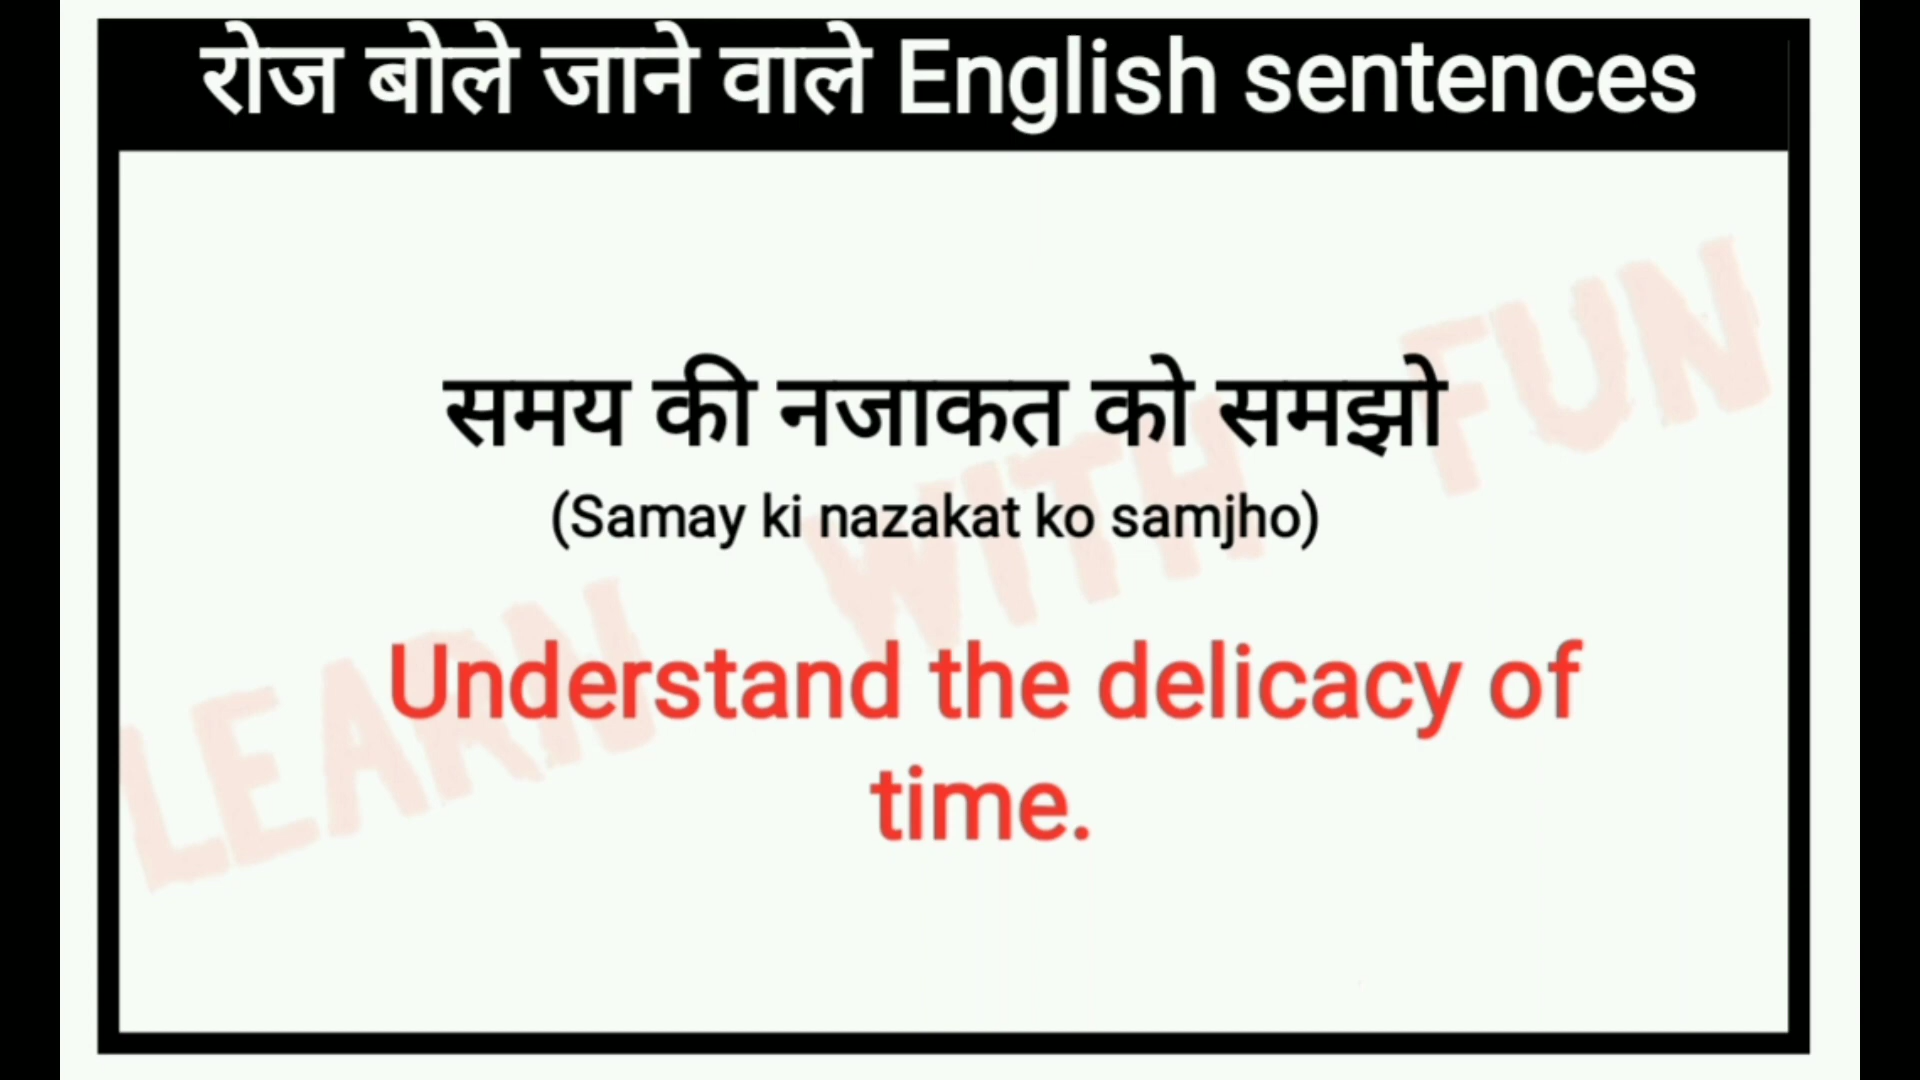 रोज बोले जाने वाले English sentences
समय की नजाकत को समझो
(Samay ki nazakat ko samjho)
Understand the delicacy of
time.
LEARN WITH FUN